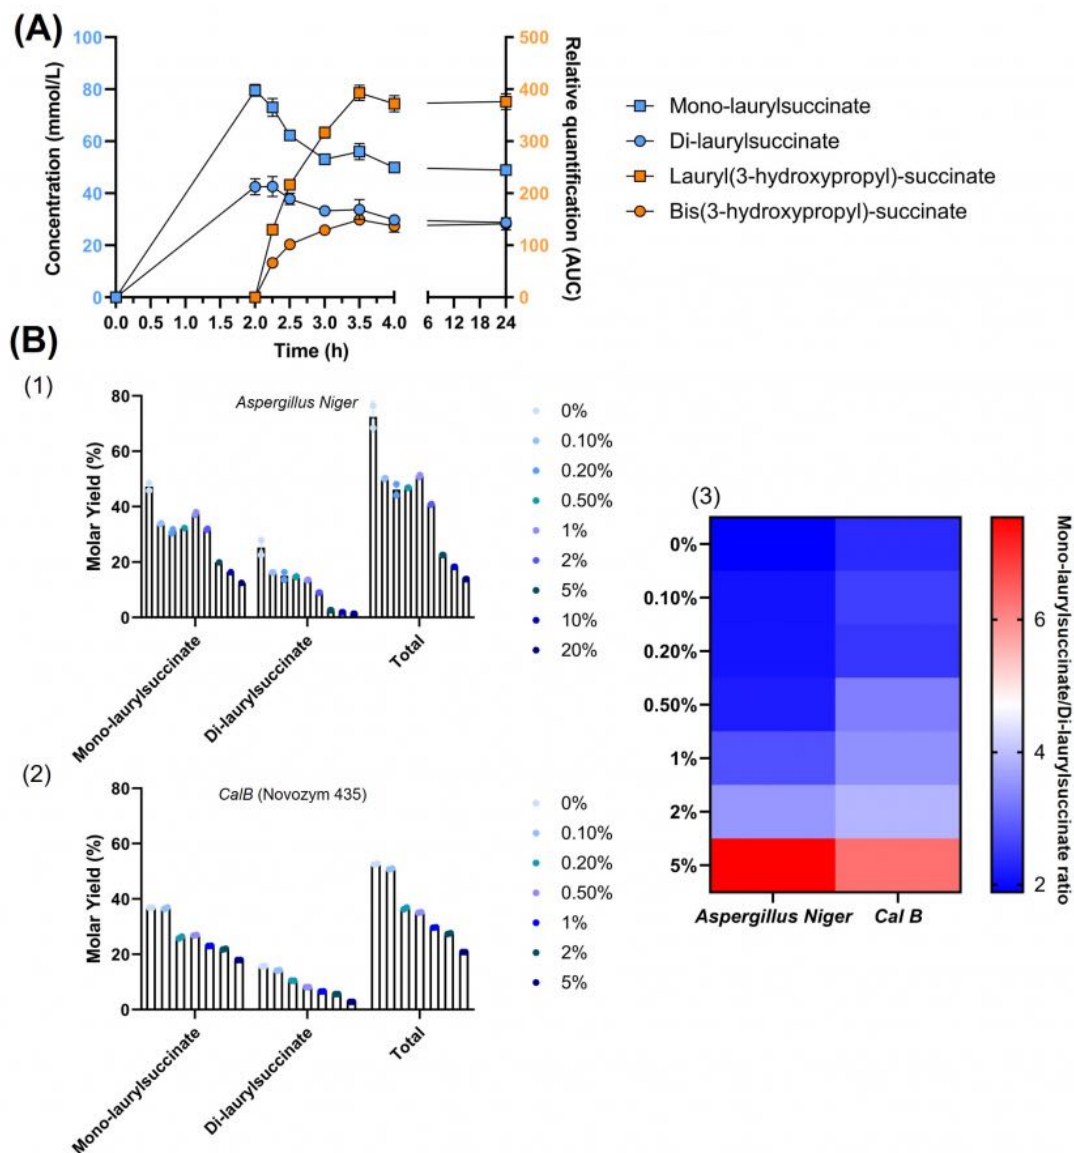 (A)
100
80
60
40
20
0
Concentration (mmol/L)
500
400
300
200
100
0
Relative quantification (AUC)
0.0 0.5 1.0 1.5 2.0 2.5 3.0 3.5 4.0 6 12 18 24
Time (h)
Mono-laurylsuccinate
Di-laurylsuccinate
Lauryl(3-hydroxypropyl)-succinate
Bis(3-hydroxypropyl)-succinate
(B)
(1)
Aspergillus Niger
80
60
40
20
0
Molar Yield (%)
Mono-laurylsuccinate
Di-laurylsuccinate
Total
0%
0.10%
0.20%
0.50%
1%
2%
5%
10%
20%
(2)
CalB (Novozym 435)
80
60
40
20
0
Molar Yield (%)
Mono-laurylsuccinate
Di-laurylsuccinate
Total
0%
0.10%
0.20%
0.50%
1%
2%
5%
(3)
0%
0.10%
0.20%
0.50%
1%
2%
5%
Aspergillus Niger Cal B
6
4
2
Mono-laurylsuccinate/Di-laurylsuccinate ratio